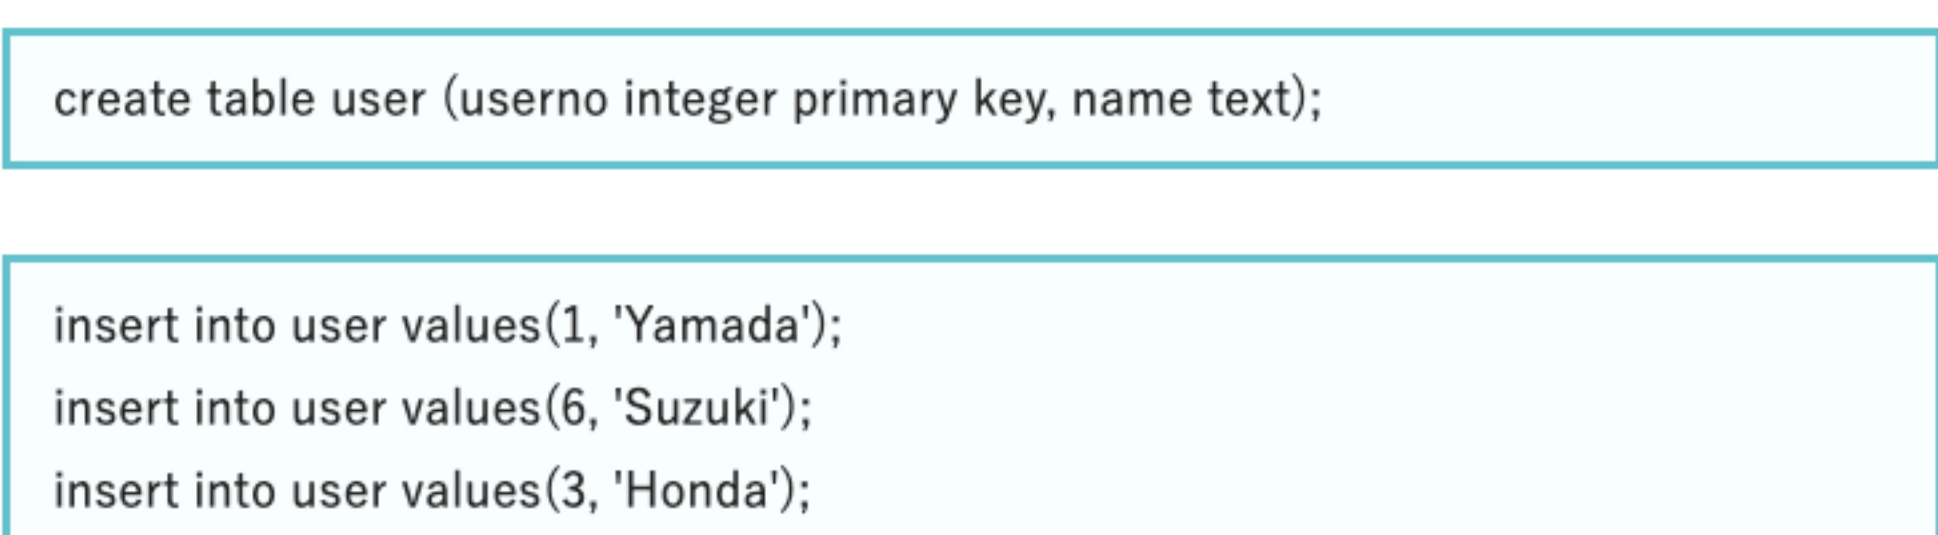 create table user (userno integer primary key, name text);
insert into user values(1, 'Yamada');
insert into user values(6, 'Suzuki');
insert into user values(3, 'Honda');